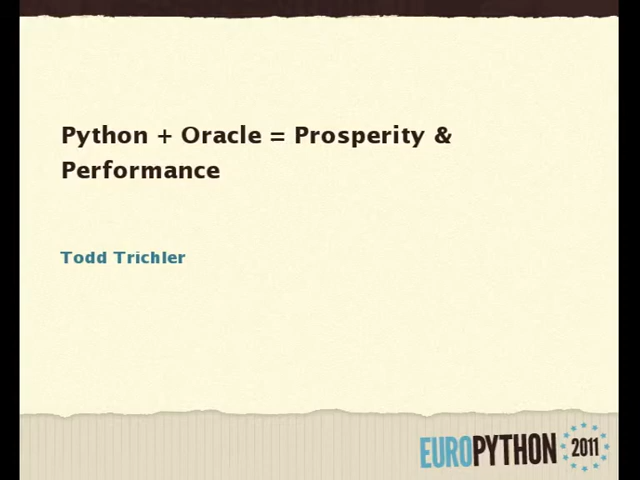 Python + Oracle = Prosperity &
Performance
Todd Trichler
EUROPYTHON 2011